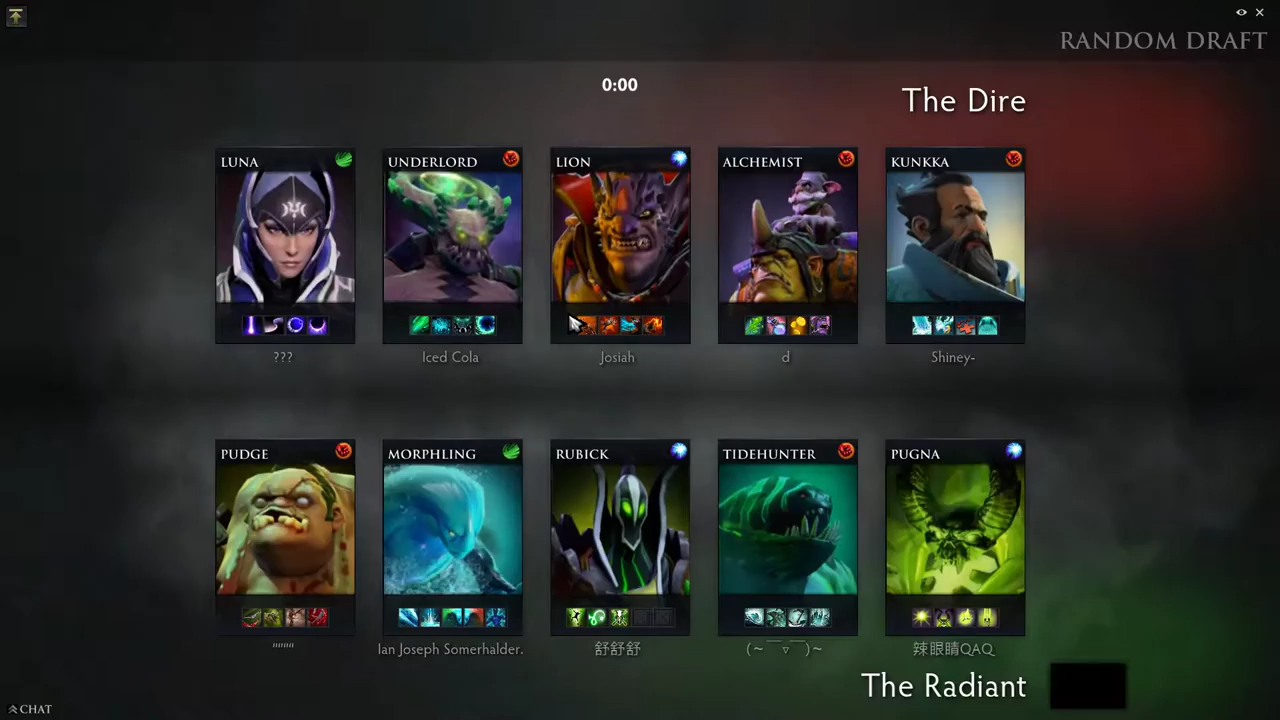 RANDOM DRAFT
0:00
The Dire
LUNA
UNDERLORD
LION
ALCHEMIST
KUNKKA
???
Iced Cola
Josiah
d
Shiney-
PUDGE
MORPHLING
RUBICK
TIDEHUNTER
PUGNA
"""""
Ian Joseph Somerhalder.
舒舒舒
(~￣▽￣)~
辣眼睛QAQ
The Radiant
CHAT